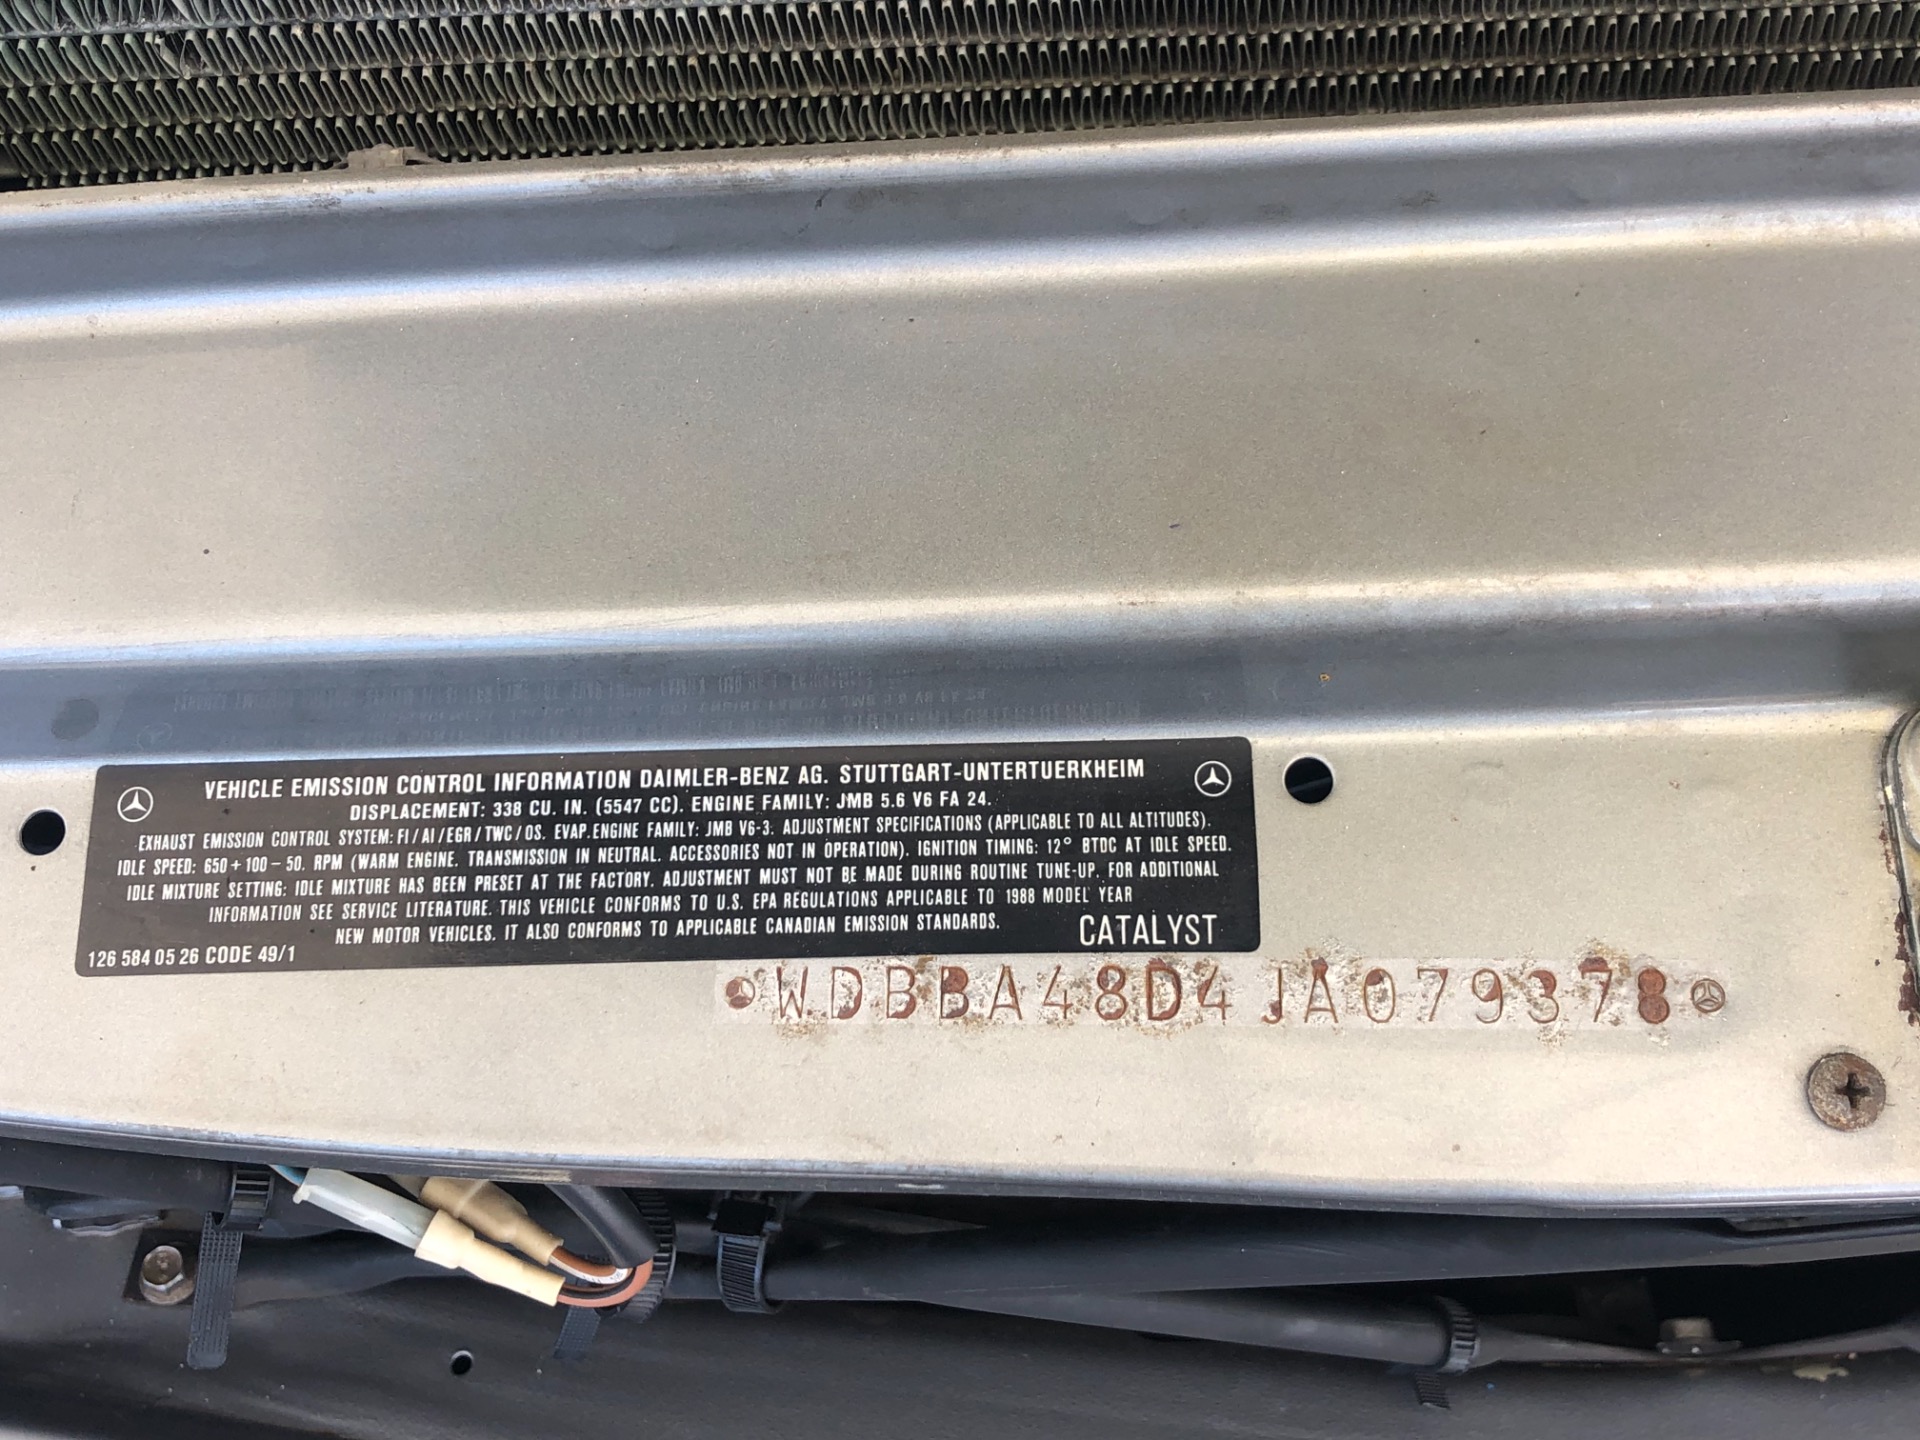 VEHICLE EMISSION CONTROL INFORMATION DAIMLER-BENZ AG. STUTTGART-UNTERTUERKHEIM
DISPLACEMENT: 338 CU. IN. (5547 CC). ENGINE FAMILY: JMB 5.6 V6 FA 24.
EXHAUST EMISSION CONTROL SYSTEM: FI/AI/EGR/TWC/OS. EVAP.ENGINE FAMILY: JMB V6-3. ADJUSTMENT SPECIFICATIONS (APPLICABLE TO ALL ALTITUDES).
IDLE SPEED: 650 + 100 - 50. RPM (WARM ENGINE. TRANSMISSION IN NEUTRAL. ACCESSORIES NOT IN OPERATION). IGNITION TIMING: 12° BTDC AT IDLE SPEED.
IDLE MIXTURE SETTING: IDLE MIXTURE HAS BEEN PRESET AT THE FACTORY. ADJUSTMENT MUST NOT BE MADE DURING ROUTINE TUNE-UP. FOR ADDITIONAL
INFORMATION SEE SERVICE LITERATURE. THIS VEHICLE CONFORMS TO U.S. EPA REGULATIONS APPLICABLE TO 1988 MODEL YEAR
NEW MOTOR VEHICLES. IT ALSO CONFORMS TO APPLICABLE CANADIAN EMISSION STANDARDS.
CATALYST
126 584 05 26 CODE 49/1
WDBBA48D4JA079378